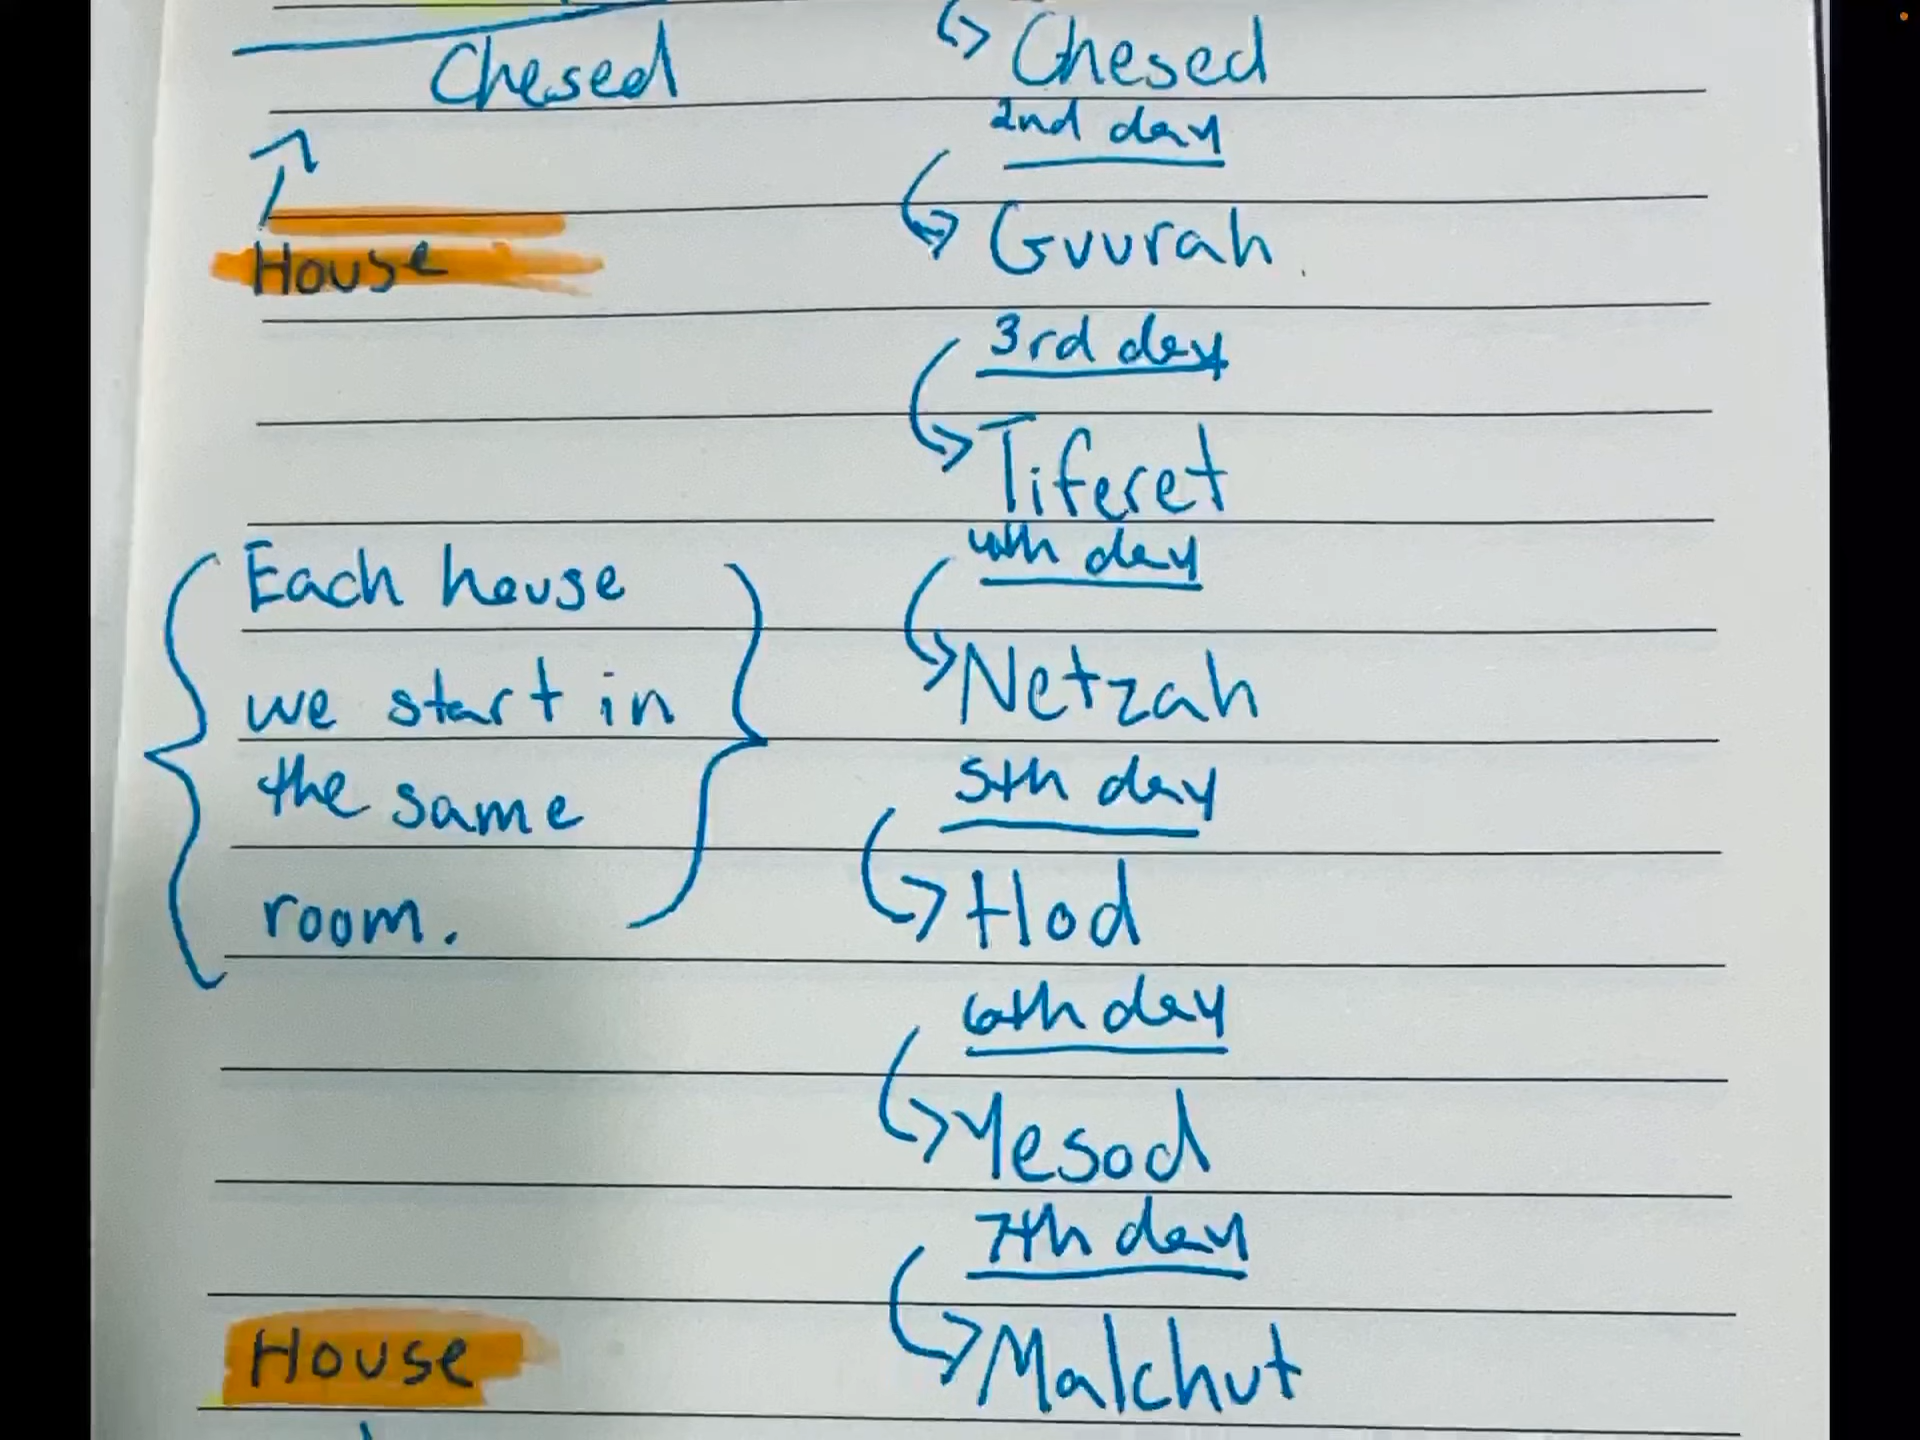 Chesed
House
Each house
we start in
the same
room.
House
Chesed
2nd day
Gvurah
3rd day
Tiferet
4th day
Netzah
5th day
Hod
6th day
Yesod
7th day
Malchut